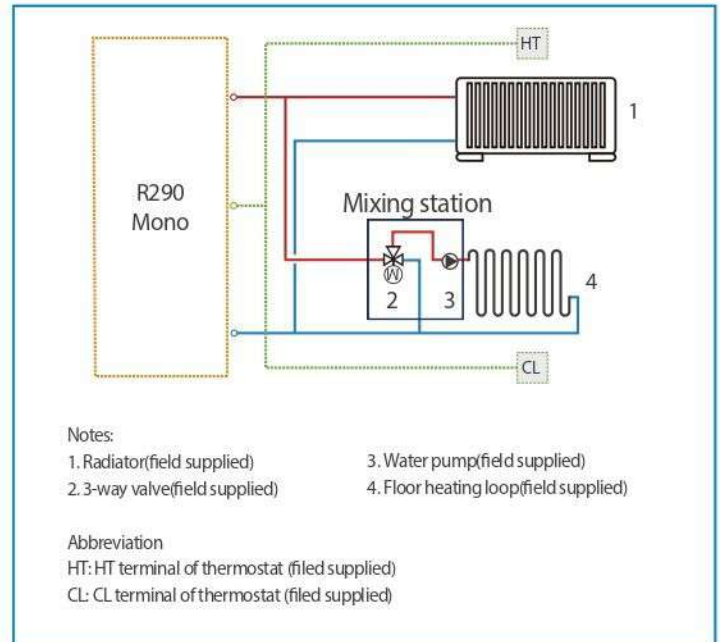 HT
1
R290
Mono
Mixing station
2
3
4
CL
Notes:
1. Radiator(field supplied)
2. 3-way valve(field supplied)
3. Water pump(field supplied)
4. Floor heating loop(field supplied)
Abbreviation
HT: HT terminal of thermostat (filed supplied)
CL: CL terminal of thermostat (filed supplied)